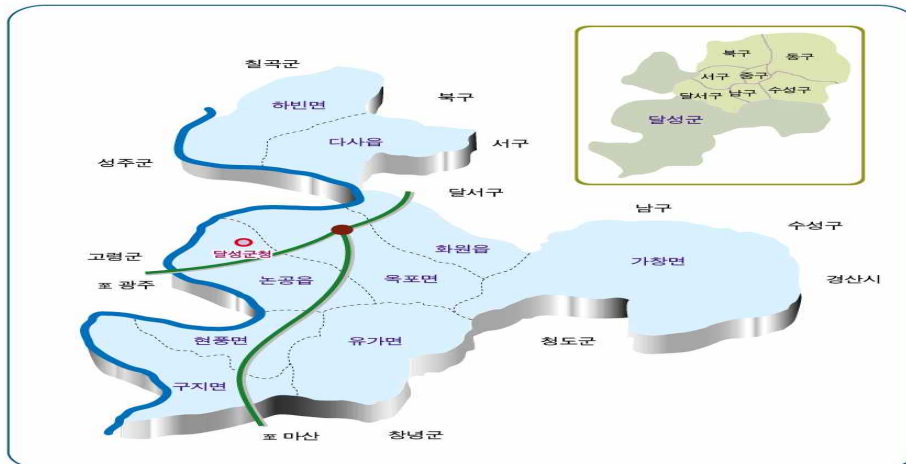 칠곡군
북구
하빈면
다사읍
서구
성주군
달서구
북구
동구
서구
중구
달서구
남구
수성구
달성군
남구
수성구
고령군
달성군청
화원읍
가창면
광주
논공읍
옥포면
경산시
현풍면
유가면
청도군
구지면
마산
창녕군